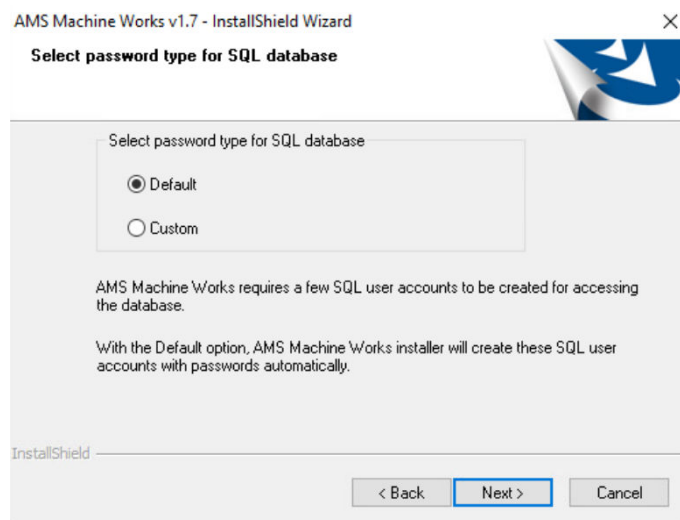 AMS Machine Works v1.7 - InstallShield Wizard
Select password type for SQL database
Select password type for SQL database
Default
Custom
AMS Machine Works requires a few SQL user accounts to be created for accessing
the database.
With the Default option, AMS Machine Works installer will create these SQL user
accounts with passwords automatically.
InstallShield
< Back Next > Cancel